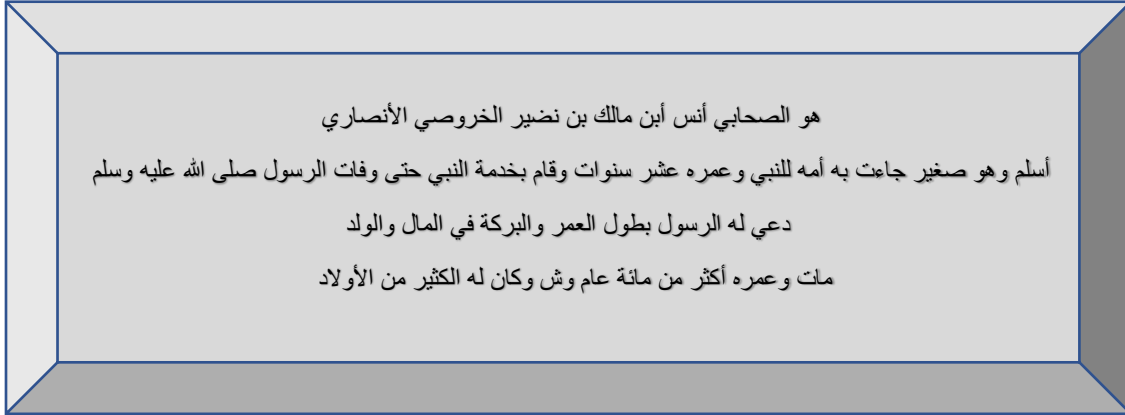 هو الصحابي أنس أبن مالك بن نضير الخروصي الأنصاري
أسلم وهو صغير جاءت به أمه للنبي وعمره عشر سنوات وقام بخدمة النبي حتى وفات الرسول صلى الله عليه وسلم
دعي له الرسول بطول العمر والبركة في المال والولد
مات وعمره أكثر من مائة عام وش وكان له الكثير من الأولاد